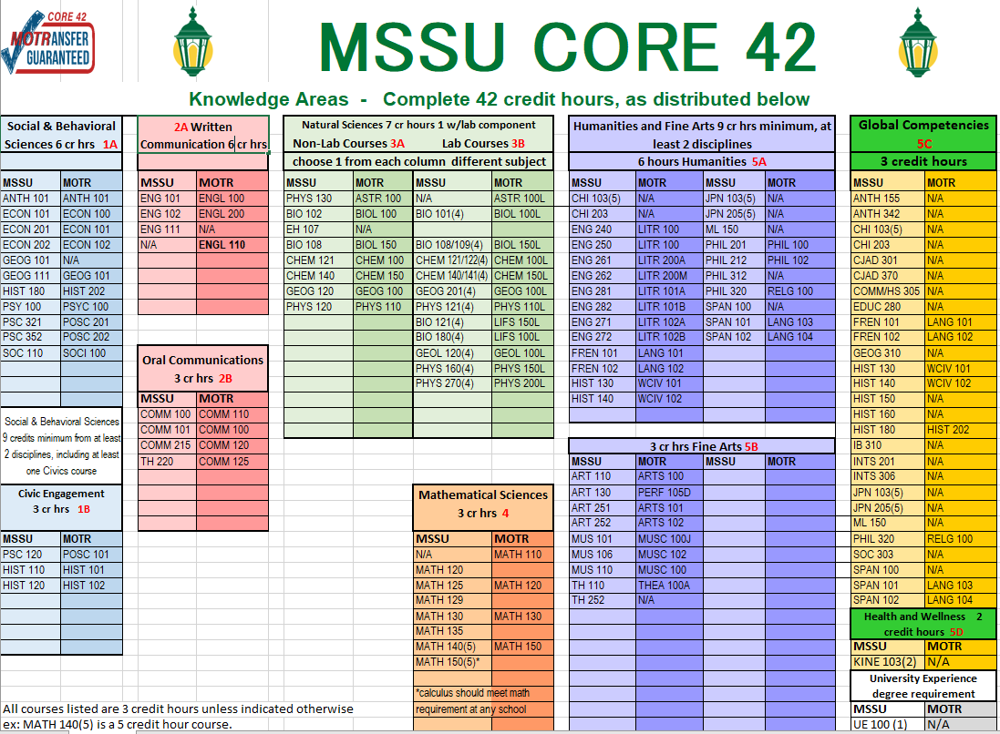 CORE 42
MOTRANSFER
GUARANTEED
MSSU CORE 42
Knowledge Areas - Complete 42 credit hours, as distributed below
Social & Behavioral
Sciences 6 cr hrs 1A
MSSU MOTR
ANTH 101 ANTH 101
ECON 101 ECON 100
ECON 201 ECON 101
ECON 202 ECON 102
GEOG 101 N/A
GEOG 111 GEOG 101
HIST 180 HIST 202
PSY 100 PSYC 100
PSC 321 POSC 201
PSC 352 POSC 202
SOC 110 SOCI 100
Social & Behavioral Sciences
9 credits minimum from at least
2 disciplines, including at least
one Civics course
Civic Engagement
3 cr hrs 1B
MSSU MOTR
PSC 120 POSC 101
HIST 110 HIST 101
HIST 120 HIST 102
2A Written
Communication 6 cr hrs
MSSU MOTR
ENG 101 ENGL 100
ENG 102 ENGL 200
ENG 111 N/A
N/A ENGL 110
Oral Communications
3 cr hrs 2B
MSSU MOTR
COMM 100 COMM 110
COMM 101 COMM 100
COMM 215 COMM 120
TH 220 COMM 125
Natural Sciences 7 cr hours 1 w/lab component
Non-Lab Courses 3A Lab Courses 3B
choose 1 from each column different subject
MSSU MOTR MSSU MOTR
PHYS 130 ASTR 100 N/A ASTR 100L
BIO 102 BIOL 100 BIO 101(4) BIOL 100L
EH 107 N/A
BIO 108 BIOL 150 BIO 108/109(4) BIOL 150L
CHEM 121 CHEM 100 CHEM 121/122(4) CHEM 100L
CHEM 140 CHEM 150 CHEM 140/141(4) CHEM 150L
GEOG 120 GEOG 100 GEOG 201(4) GEOG 100L
PHYS 120 PHYS 110 PHYS 121(4) PHYS 110L
BIO 121(4) LIFS 150L
BIO 180(4) LIFS 100L
GEOL 120(4) GEOL 100L
PHYS 160(4) PHYS 150L
PHYS 270(4) PHYS 200L
Mathematical Sciences
3 cr hrs 4
MSSU MOTR
N/A MATH 110
MATH 120
MATH 125 MATH 120
MATH 129
MATH 130 MATH 130
MATH 135
MATH 140(5) MATH 150
MATH 150(5)*
*calculus should meet math
requirement at any school
Humanities and Fine Arts 9 cr hrs minimum, at
least 2 disciplines
6 hours Humanities 5A
MSSU MOTR MSSU MOTR
CHI 103(5) N/A JPN 103(5) N/A
CHI 203 N/A JPN 205(5) N/A
ENG 240 LITR 100 ML 150 N/A
ENG 250 LITR 100 PHIL 201 PHIL 100
ENG 261 LITR 200A PHIL 212 PHIL 102
ENG 262 LITR 200M PHIL 312 N/A
ENG 281 LITR 101A PHIL 320 RELG 100
ENG 282 LITR 101B SPAN 100 N/A
ENG 271 LITR 102A SPAN 101 LANG 103
ENG 272 LITR 102B SPAN 102 LANG 104
FREN 101 LANG 101
FREN 102 LANG 102
HIST 130 WCIV 101
HIST 140 WCIV 102
3 cr hrs Fine Arts 5B
MSSU MOTR MSSU MOTR
ART 110 ARTS 100
ART 130 PERF 105D
ART 251 ARTS 101
ART 252 ARTS 102
MUS 101 MUSC 100J
MUS 106 MUSC 102
MUS 110 MUSC 100
TH 110 THEA 100A
TH 252 N/A
Global Competencies
5C
3 credit hours
MSSU MOTR
ANTH 155 N/A
ANTH 342 N/A
CHI 103(5) N/A
CHI 203 N/A
CJAD 301 N/A
CJAD 370 N/A
COMM/HS 305 N/A
EDUC 280 N/A
FREN 101 LANG 101
FREN 102 LANG 102
GEOG 310 N/A
HIST 130 WCIV 101
HIST 140 WCIV 102
HIST 150 N/A
HIST 160 N/A
HIST 180 HIST 202
IB 310 N/A
INTS 201 N/A
INTS 306 N/A
JPN 103(5) N/A
JPN 205(5) N/A
ML 150 N/A
PHIL 320 RELG 100
SOC 303 N/A
SPAN 100 N/A
SPAN 101 LANG 103
SPAN 102 LANG 104
Health and Wellness 2
credit hours 5D
MSSU MOTR
KINE 103(2) N/A
University Experience
degree requirement
MSSU MOTR
UE 100 (1) N/A
All courses listed are 3 credit hours unless indicated otherwise
ex: MATH 140(5) is a 5 credit hour course.